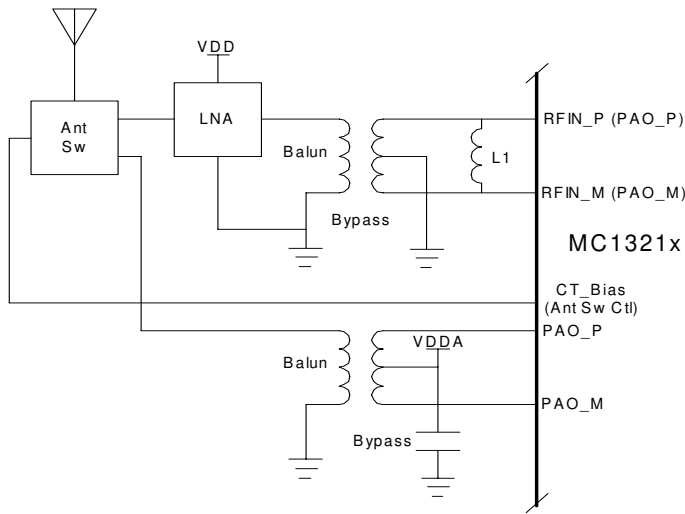 VDD
Ant
Sw
LNA
Balun
Bypass
L1
RFIN_P (PAO_P)
RFIN_M (PAO_M)
MC1321x
CT_Bias
(Ant Sw Ctl)
PAO_P
VDDA
Balun
PAO_M
Bypass